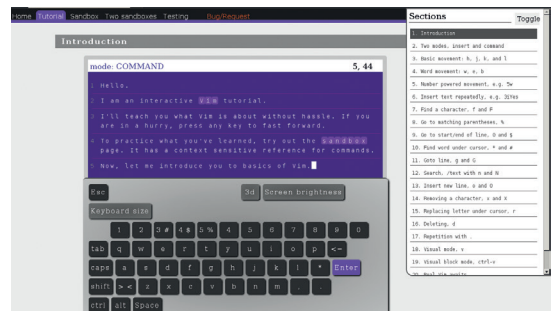 Home Tutorial Sandbox Two sandboxes Testing Bug/Request
Introduction
mode: COMMAND 5, 44
1 Hello.
2 I am an interactive vim tutorial.
3 I'll teach you what Vim is about without hassle. If you
are in a hurry, press any key to fast forward.
4 To practice what you've learned, try out the sandbox
page. It has a context sensitive reference for commands.
5 Now, let me introduce you to basics of Vim.
Esc 3d Screen brightness
Keyboard size
1 2 3 # 4 $ 5 % 4 5 6 7 8 9 0
tab q w e r t y u i o p <-
caps a s d f g h j k l * Enter
shift > < z x c v b n m , .
ctrl alt Space
Sections Toggle
1. Introduction
2. Two modes, insert and command
3. Basic movement: h, j, k, and l
4. Word movement: w, e, b
5. Number powered movement, e.g. 5w
6. Insert text repeatedly, e.g. 3iYes
7. Find a character, f and F
8. Go to matching parentheses, %
9. Go to start/end of line, 0 and $
10. Find word under cursor, * and #
11. Goto line, g and G
12. Search, /text with n and N
13. Insert new line, o and O
14. Removing a character, x and X
15. Replacing letter under cursor, r
16. Deleting, d
17. Repetition with .
18. Visual mode, v
19. Visual block mode, ctrl-v